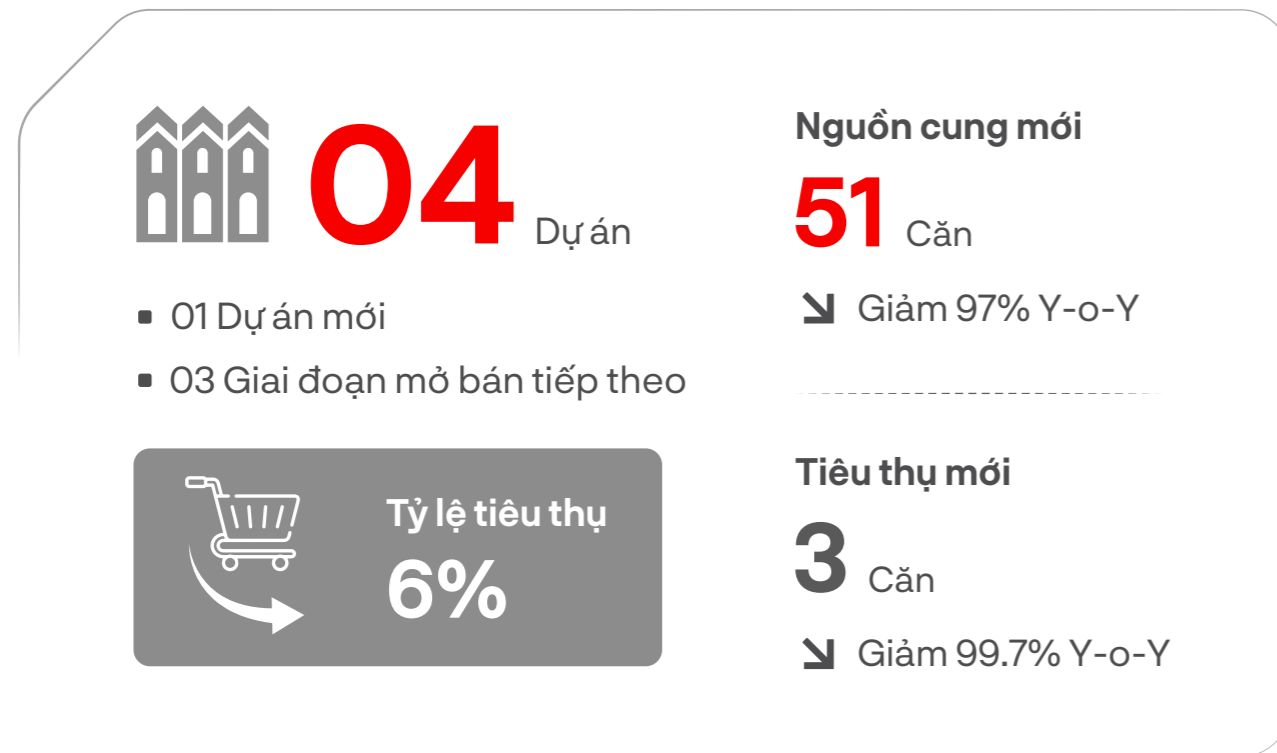 04 Dự án
01 Dự án mới
03 Giai đoạn mở bán tiếp theo
Tỷ lệ tiêu thụ
6%
Nguồn cung mới
51 Căn
Giảm 97% Y-o-Y
Tiêu thụ mới
3 Căn
Giảm 99.7% Y-o-Y